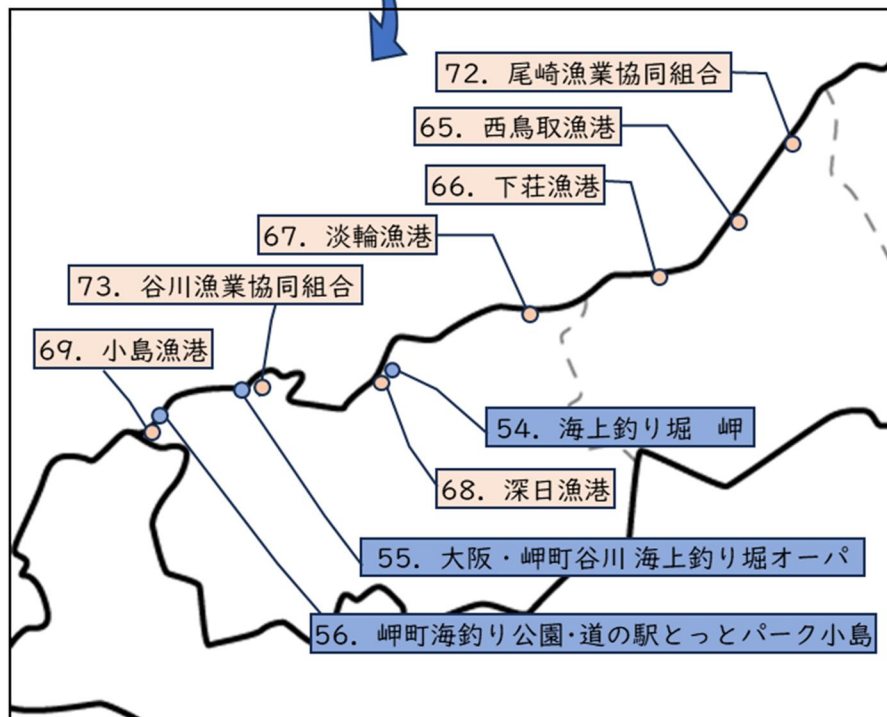 72. 尾崎漁業協同組合
65. 西鳥取漁港
66. 下荘漁港
67. 淡輪漁港
73. 谷川漁業協同組合
69. 小島漁港
54. 海上釣り堀　岬
68. 深日漁港
55. 大阪・岬町谷川 海上釣り堀オーパ
56. 岬町海釣り公園・道の駅とっとパーク小島